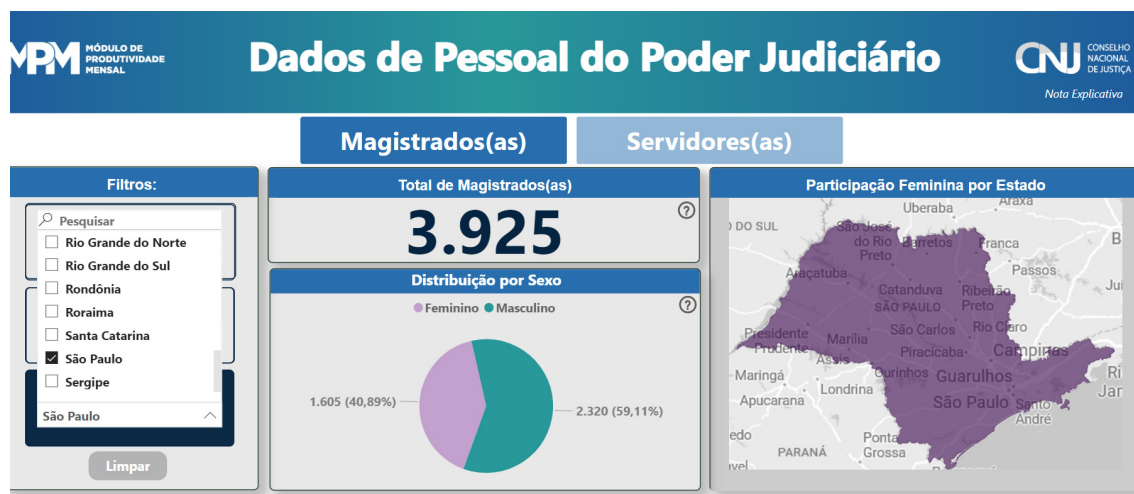 MPM MÓDULO DE
PRODUTIVIDADE
MENSAL
Dados de Pessoal do Poder Judiciário
CNJ CONSELHO
NACIONAL
DE JUSTIÇA
Nota Explicativa
Magistrados(as)
Servidores(as)
Filtros:
Pesquisar
Rio Grande do Norte
Rio Grande do Sul
Rondônia
Roraima
Santa Catarina
São Paulo
Sergipe
São Paulo
Limpar
Total de Magistrados(as)
3.925
?
Distribuição por Sexo
Feminino Masculino
?
1.605 (40,89%)
2.320 (59,11%)
Participação Feminina por Estado
Uberaba
Araxá
O DO SUL
São José
do Rio
Preto
Barretos
Franca
B
Araçatuba
Passos
Catanduva
Ribeirão
Preto
Jui
SÃO PAULO
Presidente
Prudente
Marília
São Carlos
Rio Claro
Assis
Piracicaba
Campinas
Maringá
Ourinhos
Guarulhos
Ri
Jar
Apucarana
Londrina
São Paulo
Santo
André
edo
Ponta
Grossa
PARANÁ
vel